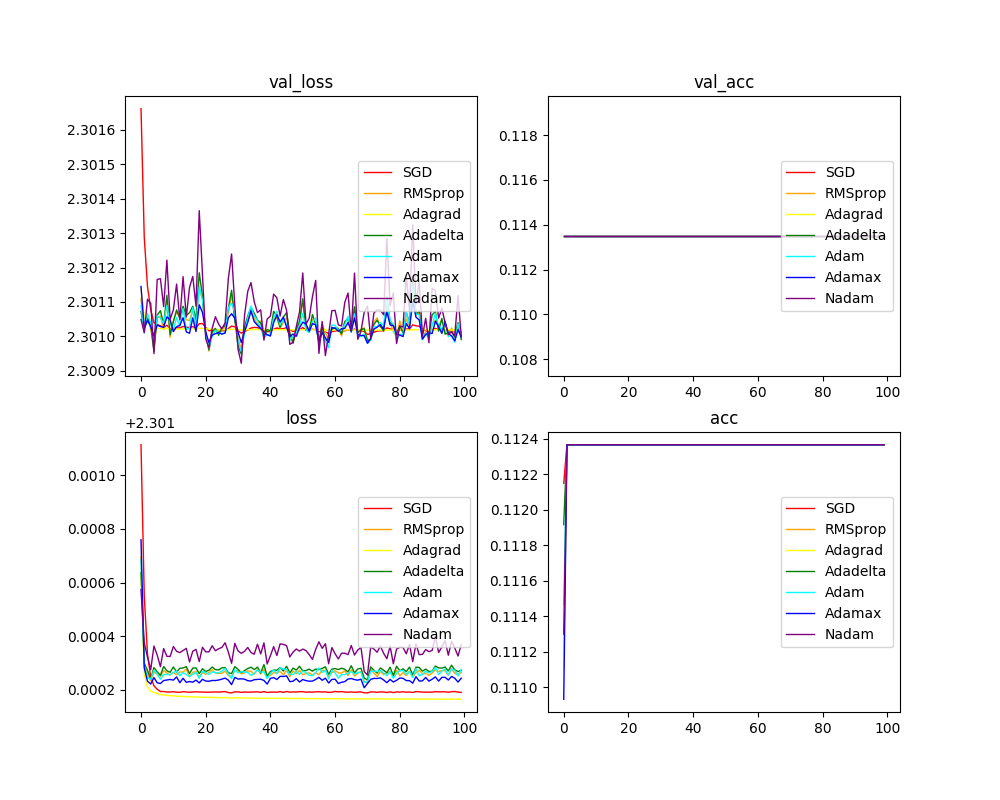 val_loss
2.3016
2.3015
2.3014
2.3013
2.3012
2.3011
2.3010
2.3009
0 20 40 60 80 100
SGD
RMSprop
Adagrad
Adadelta
Adam
Adamax
Nadam
val_acc
0.118
0.116
0.114
0.112
0.110
0.108
0 20 40 60 80 100
SGD
RMSprop
Adagrad
Adadelta
Adam
Adamax
Nadam
loss
+2.301
0.0010
0.0008
0.0006
0.0004
0.0002
0 20 40 60 80 100
SGD
RMSprop
Adagrad
Adadelta
Adam
Adamax
Nadam
acc
0.1124
0.1122
0.1120
0.1118
0.1116
0.1114
0.1112
0.1110
0 20 40 60 80 100
SGD
RMSprop
Adagrad
Adadelta
Adam
Adamax
Nadam